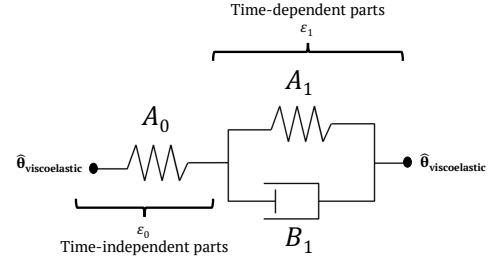 Time-dependent parts
ε₁
A₁
A₀
θ̂viscoelastic
θ̂viscoelastic
ε₀
Time-independent parts
B₁